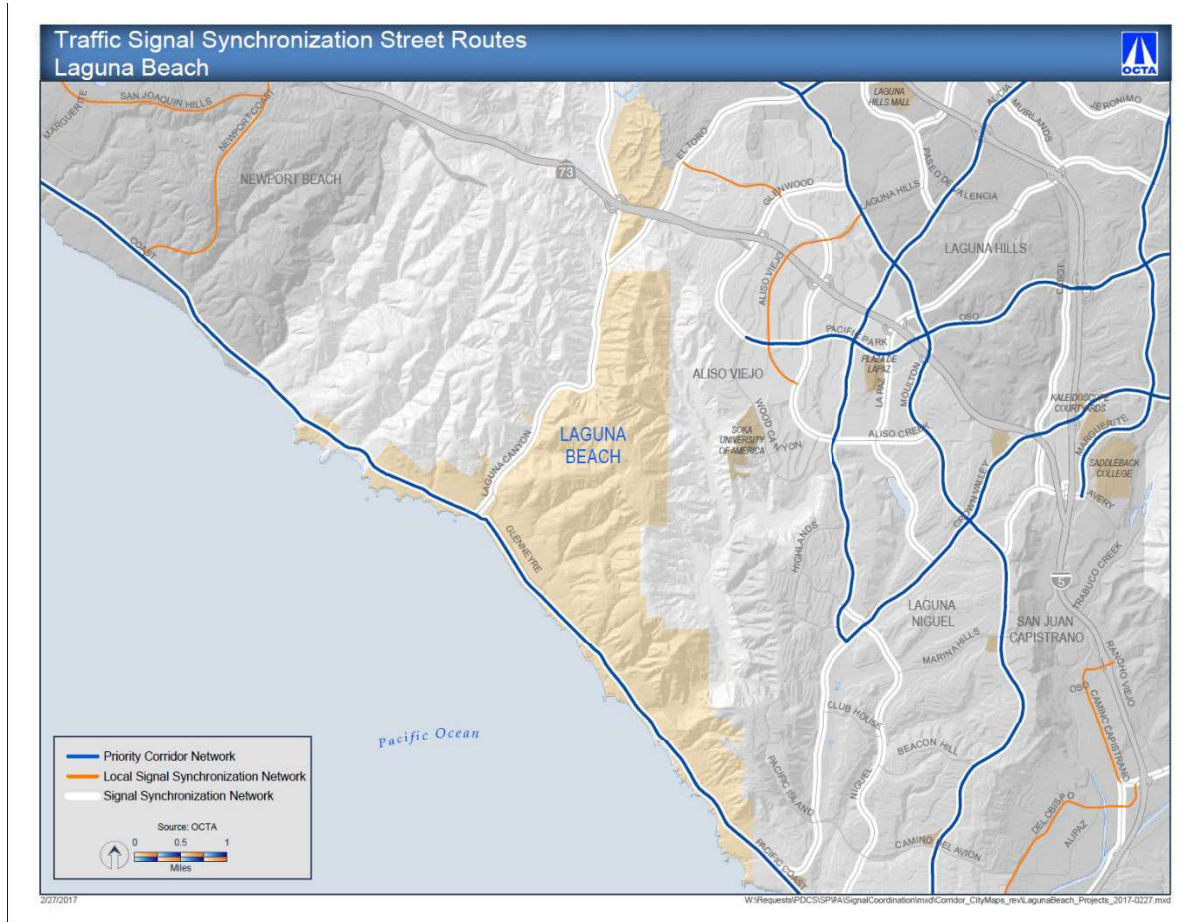 Traffic Signal Synchronization Street Routes
Laguna Beach
OCTA
MARGUERITE
SAN JOAQUIN HILLS
NEWPORT COAST
NEWPORT BEACH
COAST
73
EL TORO
GLENWOOD
LAGUNA
HILLS MALL
ALICIA
MUIRLANDS
JERONIMO
PASEO DE VALENCIA
LAGUNA HILLS
LAGUNA HILLS
CABOT
ALISO VIEJO
OSO
PACIFIC PARK
PLAZA DE
LAPAZ
LA PAZ
MOULTON
ALISO VIEJO
WOOD CANYON
SOKA
UNIVERSITY
OF AMERICA
ALISO CREEK
KALEIDOSCOPE
COURTYARDS
MARGUERITE
SADDLEBACK
COLLEGE
AVERY
CROWN VALLEY
LAGUNA
BEACH
LAGUNA CANYON
GLENNEYRE
HIGHLANDS
5
TRABUCO CREEK
LAGUNA
NIGUEL
SAN JUAN
CAPISTRANO
MARINA HILLS
RANCHO VIEJO
OSO
CAMINO CAPISTRANO
CLUB HOUSE
BEACON HILL
NIGUEL
PACIFIC ISLAND
DEL OBISPO
ALIPAZ
CAMINO DEL AVION
PACIFIC COAST
Pacific Ocean
Priority Corridor Network
Local Signal Synchronization Network
Signal Synchronization Network
Source: OCTA
0 0.5 1
Miles
2/27/2017
W:\Requests\PDCS\SP\PA\SignalCoordination\mxd\Corridor_CityMaps_rev\LagunaBeach_Projects_2017-0227.mxd